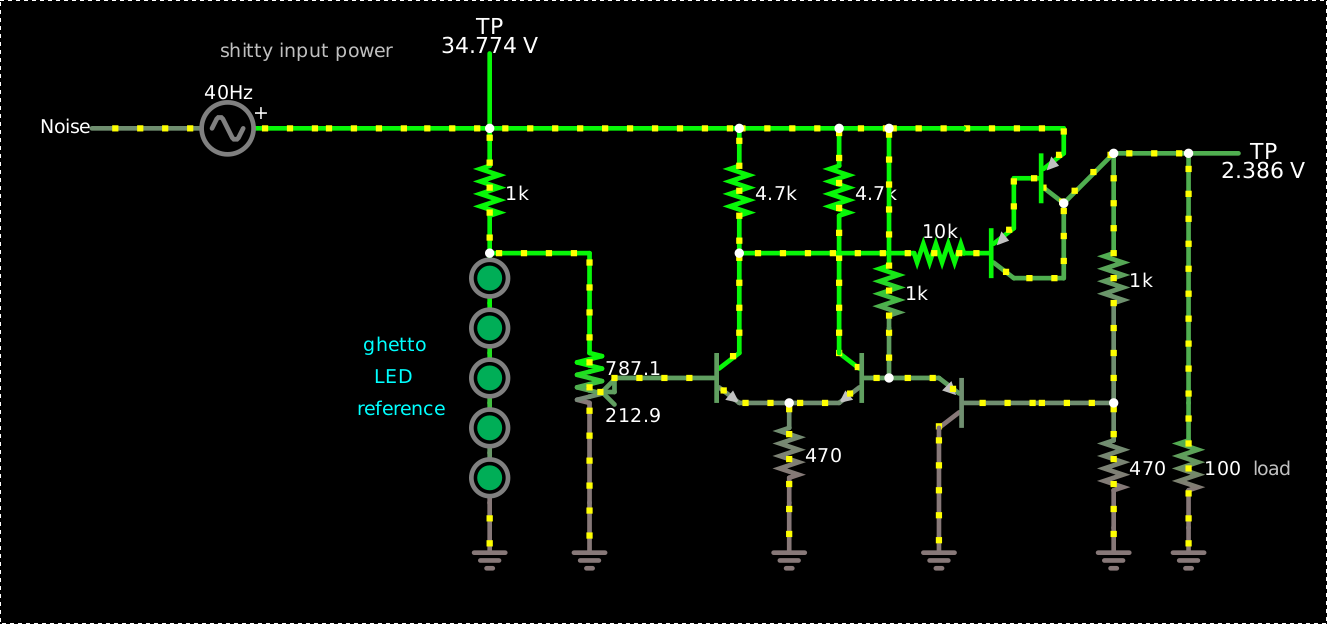 TP
34.774 V
shitty input power
40Hz
+
Noise
TP
2.386 V
1k
4.7k
4.7k
10k
1k
1k
ghetto
LED
reference
787.1
212.9
470
470
100
load